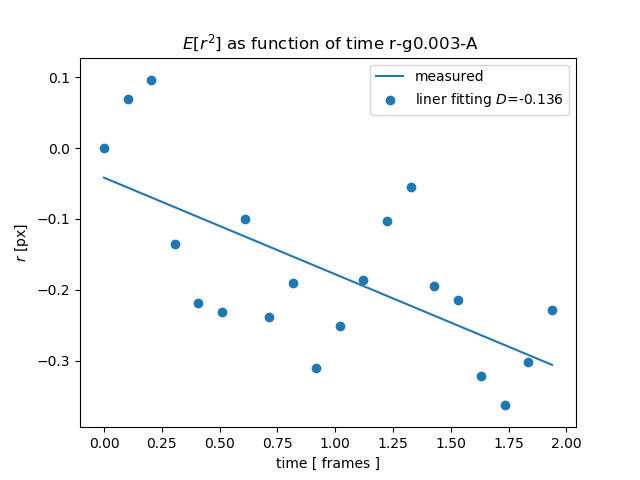 E[r²] as function of time r-g0.003-A
measured
liner fitting D=-0.136
0.1
0.0
−0.1
−0.2
−0.3
r [px]
0.00 0.25 0.50 0.75 1.00 1.25 1.50 1.75 2.00
time [ frames ]